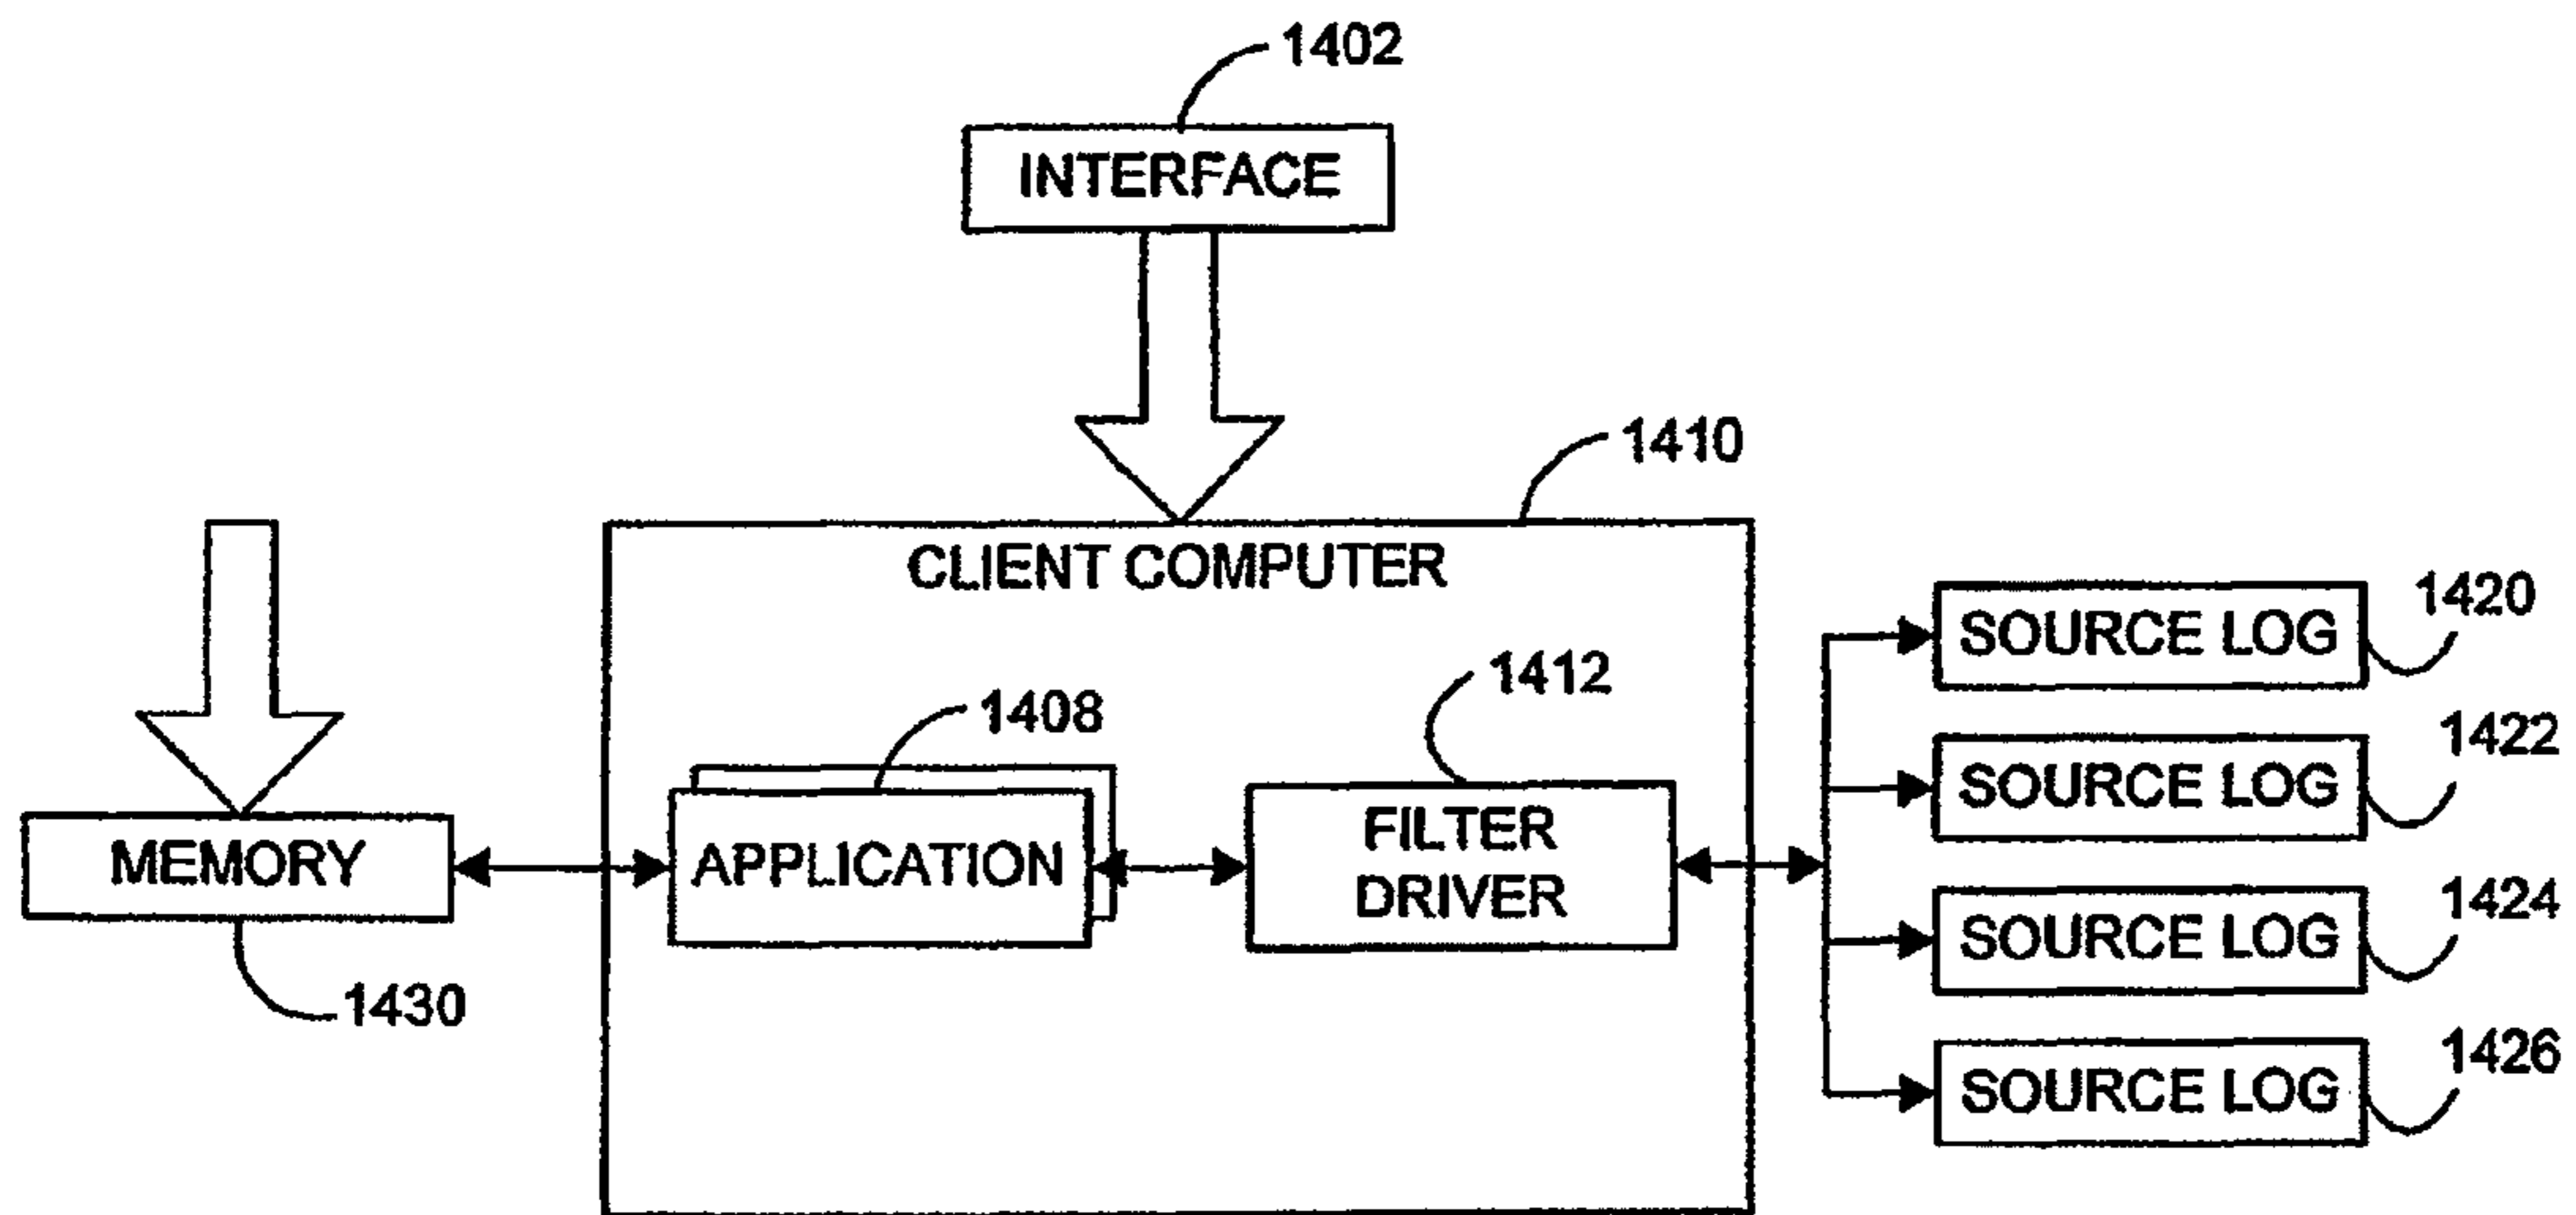 1402
INTERFACE
1410
CLIENT COMPUTER
1420
SOURCE LOG
1412
1408
1422
SOURCE LOG
FILTER
DRIVER
MEMORY
APPLICATION
1424
SOURCE LOG
1430
1426
SOURCE LOG